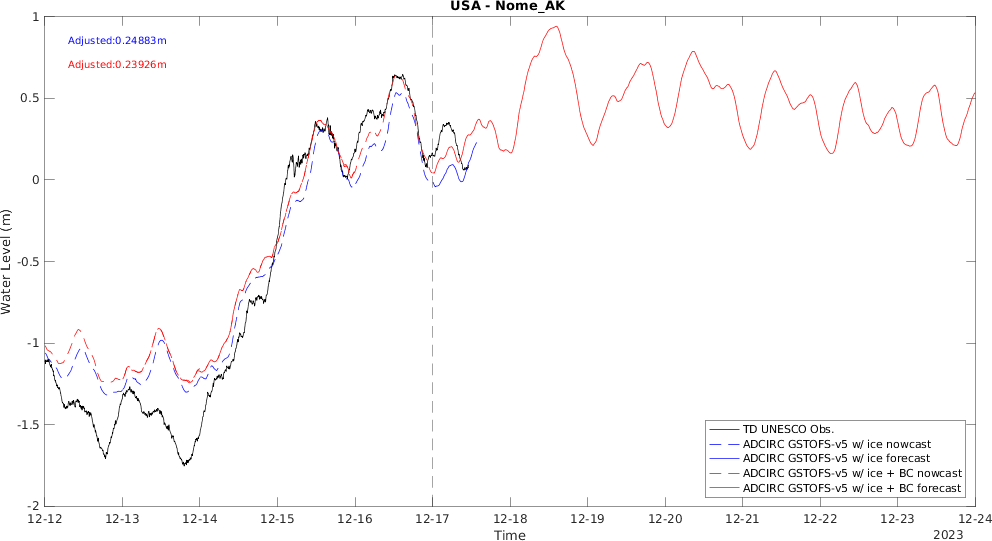 USA - Nome_AK
Adjusted:0.24883m
Adjusted:0.23926m
Water Level (m)
1
0.5
0
-0.5
-1
-1.5
-2
12-12 12-13 12-14 12-15 12-16 12-17 12-18 12-19 12-20 12-21 12-22 12-23 12-24
Time
2023
TD UNESCO Obs.
ADCIRC GSTOFS-v5 w/ ice nowcast
ADCIRC GSTOFS-v5 w/ ice forecast
ADCIRC GSTOFS-v5 w/ ice + BC nowcast
ADCIRC GSTOFS-v5 w/ ice + BC forecast